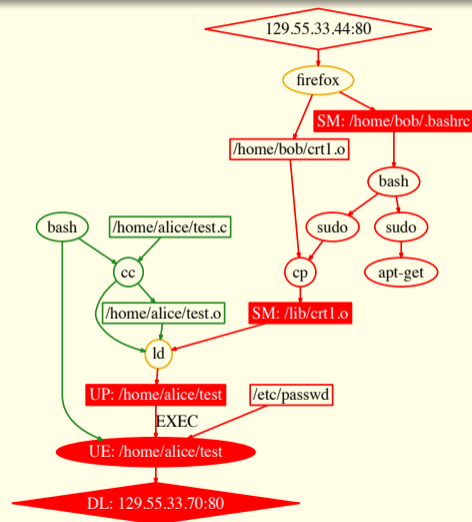 129.55.33.44:80
firefox
SM: /home/bob/.bashrc
/home/bob/crt1.o
bash
bash
/home/alice/test.c
sudo
sudo
cc
cp
apt-get
/home/alice/test.o
SM: /lib/crt1.o
ld
UP: /home/alice/test
/etc/passwd
EXEC
UE: /home/alice/test
DL: 129.55.33.70:80